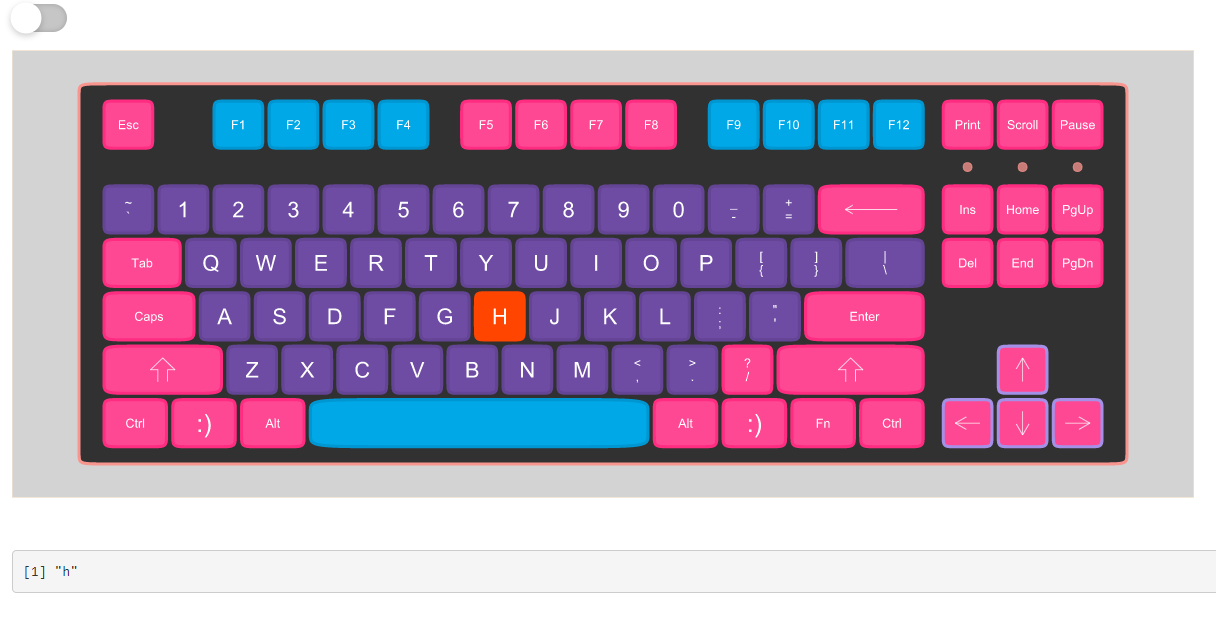 Esc F1 F2 F3 F4 F5 F6 F7 F8 F9 F10 F11 F12 Print Scroll Pause
~ ` 1 2 3 4 5 6 7 8 9 0 _ - + = Ins Home PgUp
Tab Q W E R T Y U I O P [ { ] } | \ Del End PgDn
Caps A S D F G H J K L : ; " ' Enter
Z X C V B N M < , > . ? /
Ctrl :) Alt Alt :) Fn Ctrl
[1] "h"